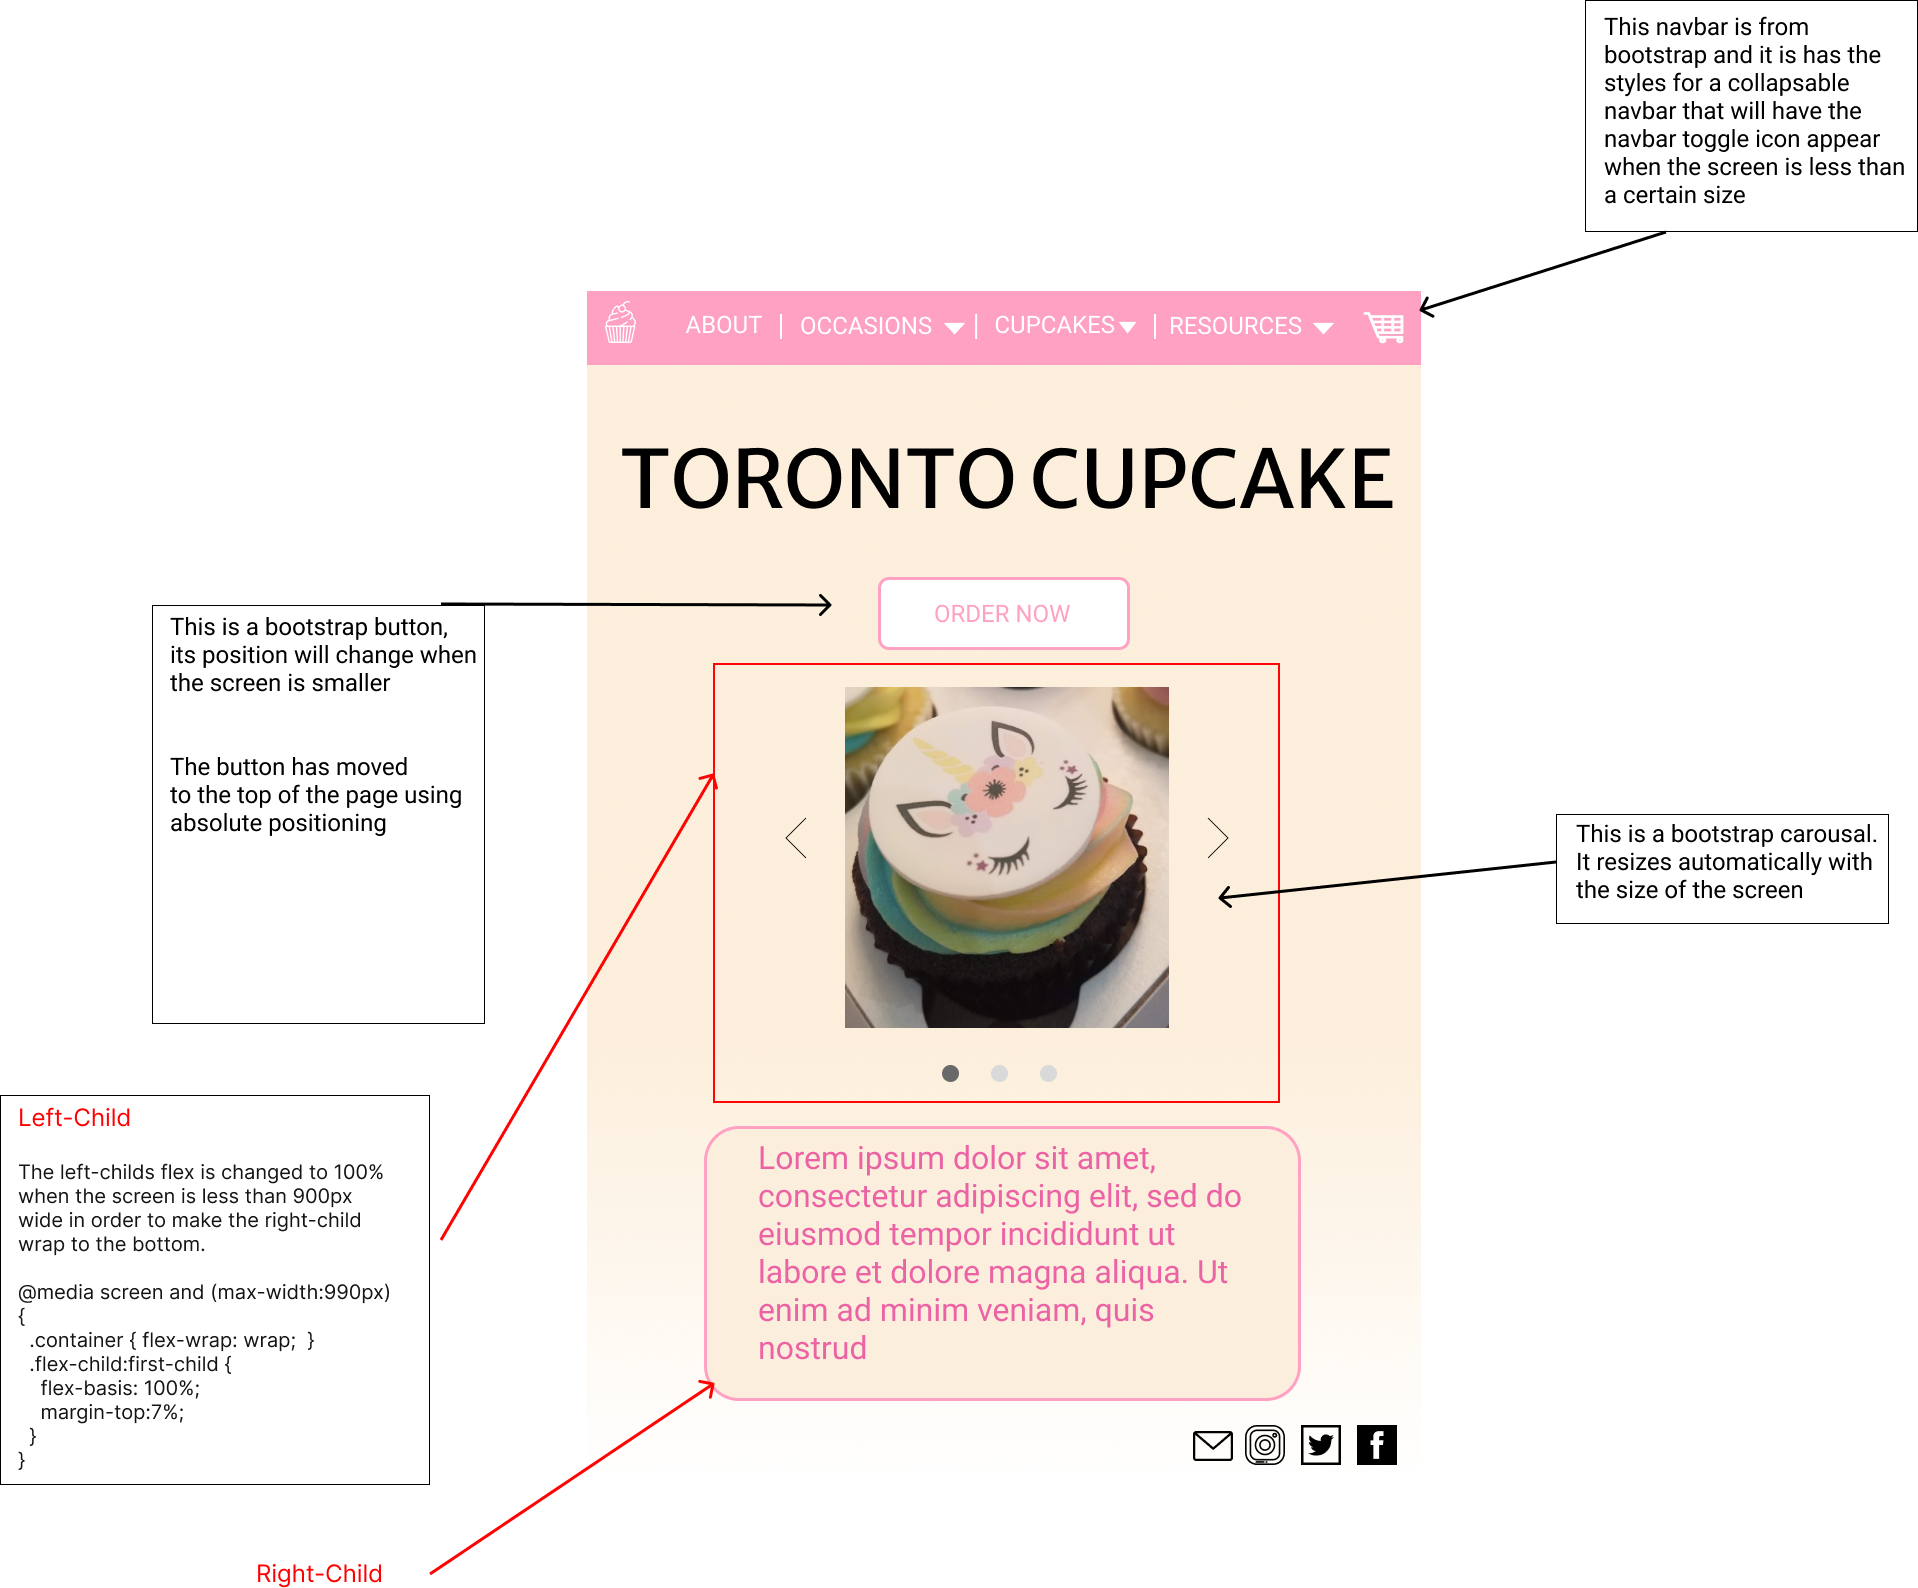 This navbar is from
bootstrap and it is has the
styles for a collapsable
navbar that will have the
navbar toggle icon appear
when the screen is less than
a certain size
ABOUT | OCCASIONS | CUPCAKES | RESOURCES
TORONTO CUPCAKE
ORDER NOW
This is a bootstrap button,
its position will change when
the screen is smaller
The button has moved
to the top of the page using
absolute positioning
This is a bootstrap carousal.
It resizes automatically with
the size of the screen
Left-Child
The left-childs flex is changed to 100%
when the screen is less than 900px
wide in order to make the right-child
wrap to the bottom.
@media screen and (max-width:990px)
{
.container { flex-wrap: wrap; }
.flex-child:first-child {
flex-basis: 100%;
margin-top:7%;
}
}
Lorem ipsum dolor sit amet,
consectetur adipiscing elit, sed do
eiusmod tempor incididunt ut
labore et dolore magna aliqua. Ut
enim ad minim veniam, quis
nostrud
Right-Child